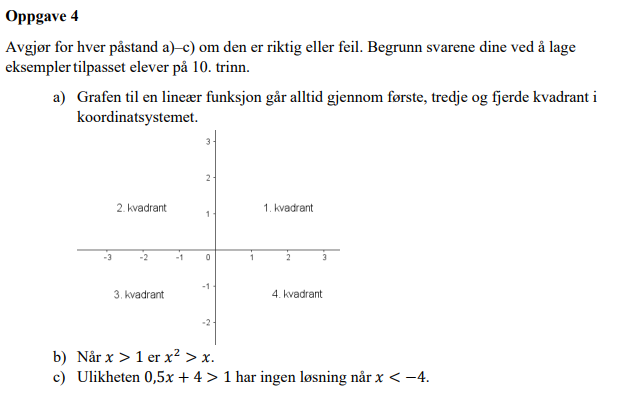 Oppgave 4
Avgjør for hver påstand a)–c) om den er riktig eller feil. Begrunn svarene dine ved å lage
eksempler tilpasset elever på 10. trinn.
a) Grafen til en lineær funksjon går alltid gjennom første, tredje og fjerde kvadrant i
koordinatsystemet.
3
2
2. kvadrant 1. kvadrant
1
-3 -2 -1 0 1 2 3
-1
3. kvadrant 4. kvadrant
-2
b) Når x > 1 er x² > x.
c) Ulikheten 0,5x + 4 > 1 har ingen løsning når x < −4.